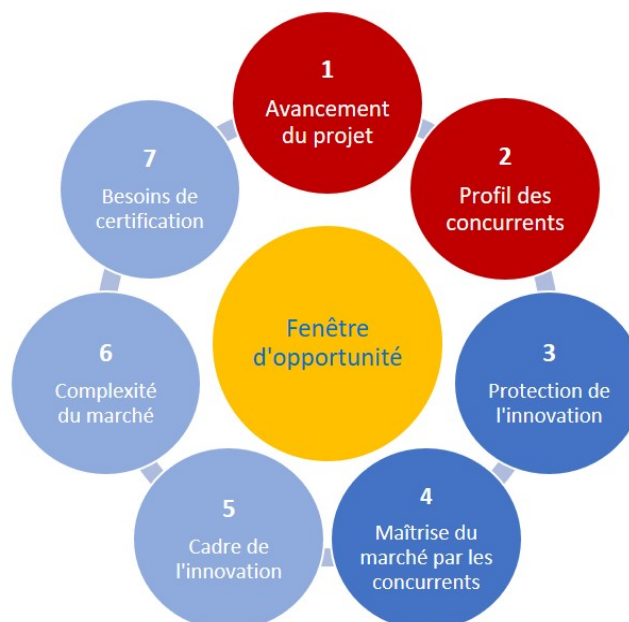 1
Avancement
du projet
2
Profil des
concurrents
3
Protection de
l'innovation
4
Maîtrise du
marché par les
concurrents
5
Cadre de
l'innovation
6
Complexité
du marché
7
Besoins de
certification
Fenêtre
d'opportunité